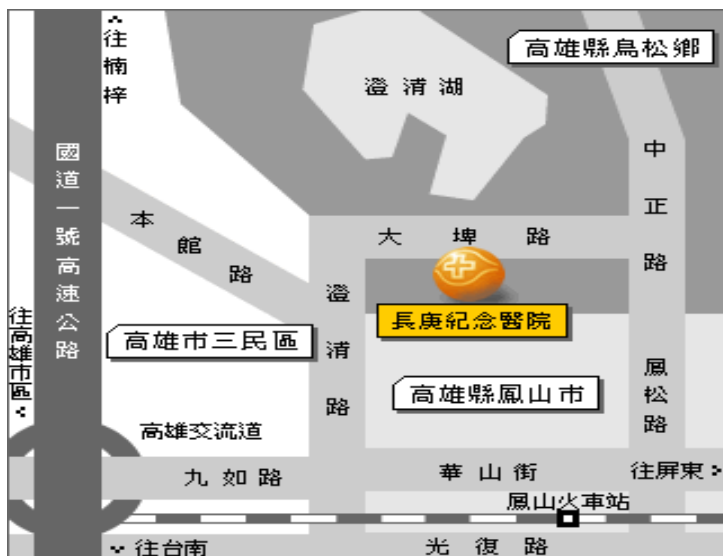 往楠梓
高雄縣鳥松鄉
澄清湖
國道一號高速公路
中正路
本館路
大埤路
澄清路
長庚紀念醫院
往高雄市區
高雄市三民區
高雄縣鳳山市
鳳松路
高雄交流道
九如路
華山街
往屏東
鳳山火車站
往台南
光復路